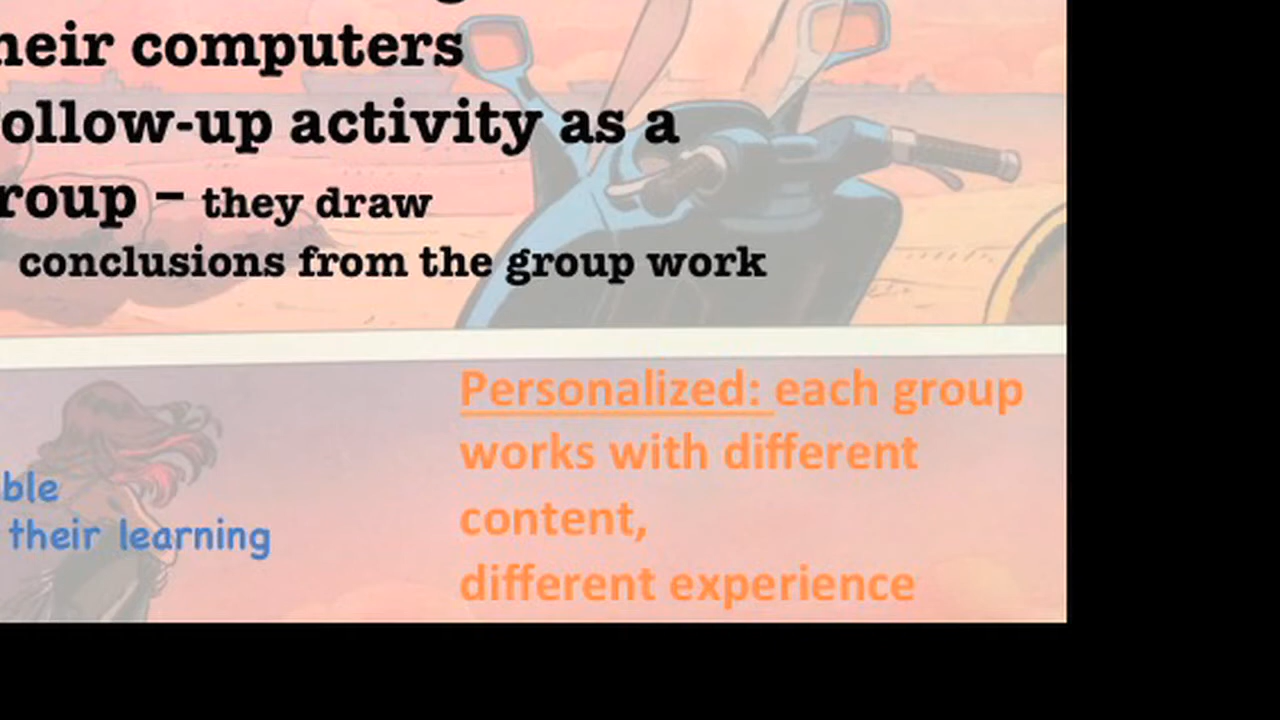 heir computers
ollow-up activity as a
roup – they draw
conclusions from the group work
Personalized: each group
works with different
content,
different experience
ble
their learning